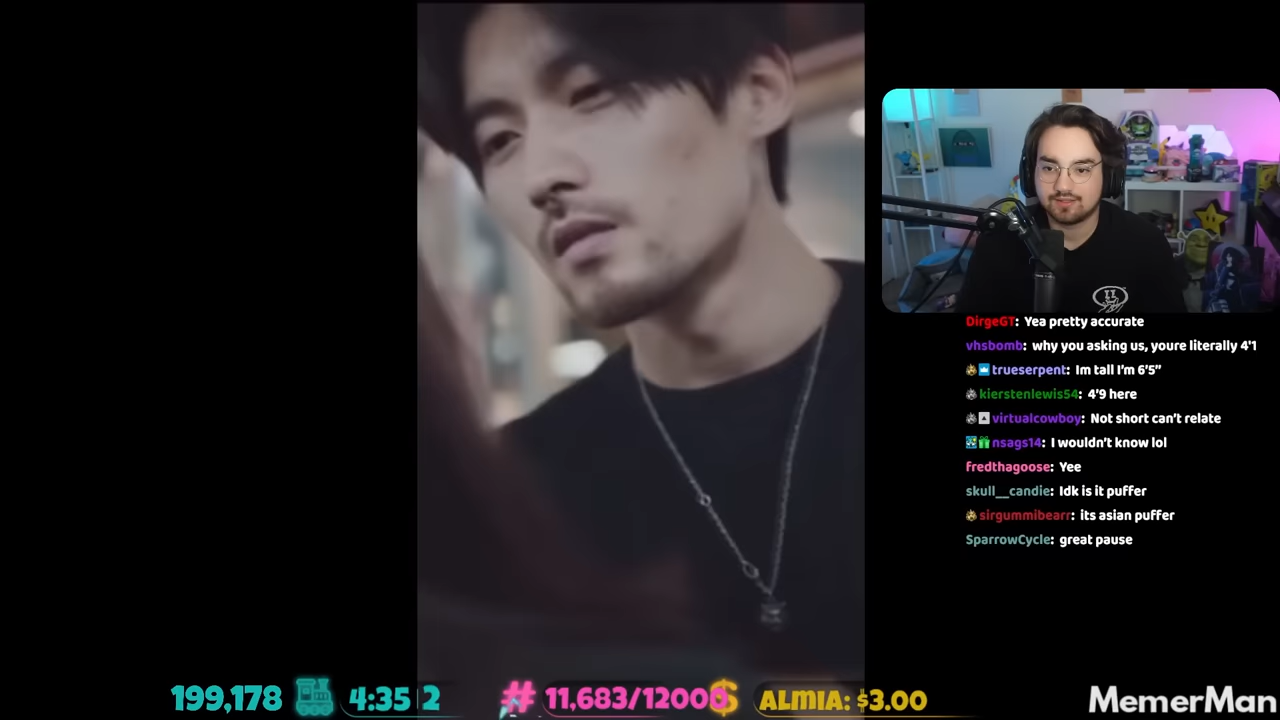 DirgeGT: Yea pretty accurate
vhsbomb: why you asking us, youre literally 4'1
trueserpent: Im tall I'm 6'5"
kierstenlewis54: 4'9 here
virtualcowboy: Not short can't relate
nsags14: I wouldn't know lol
fredthagoose: Yee
skull__candie: Idk is it puffer
sirgummibearr: its asian puffer
SparrowCycle: great pause
199,178 4:35 2 # 11,683/12000 $ ALMIA: $3.00
MemerMan